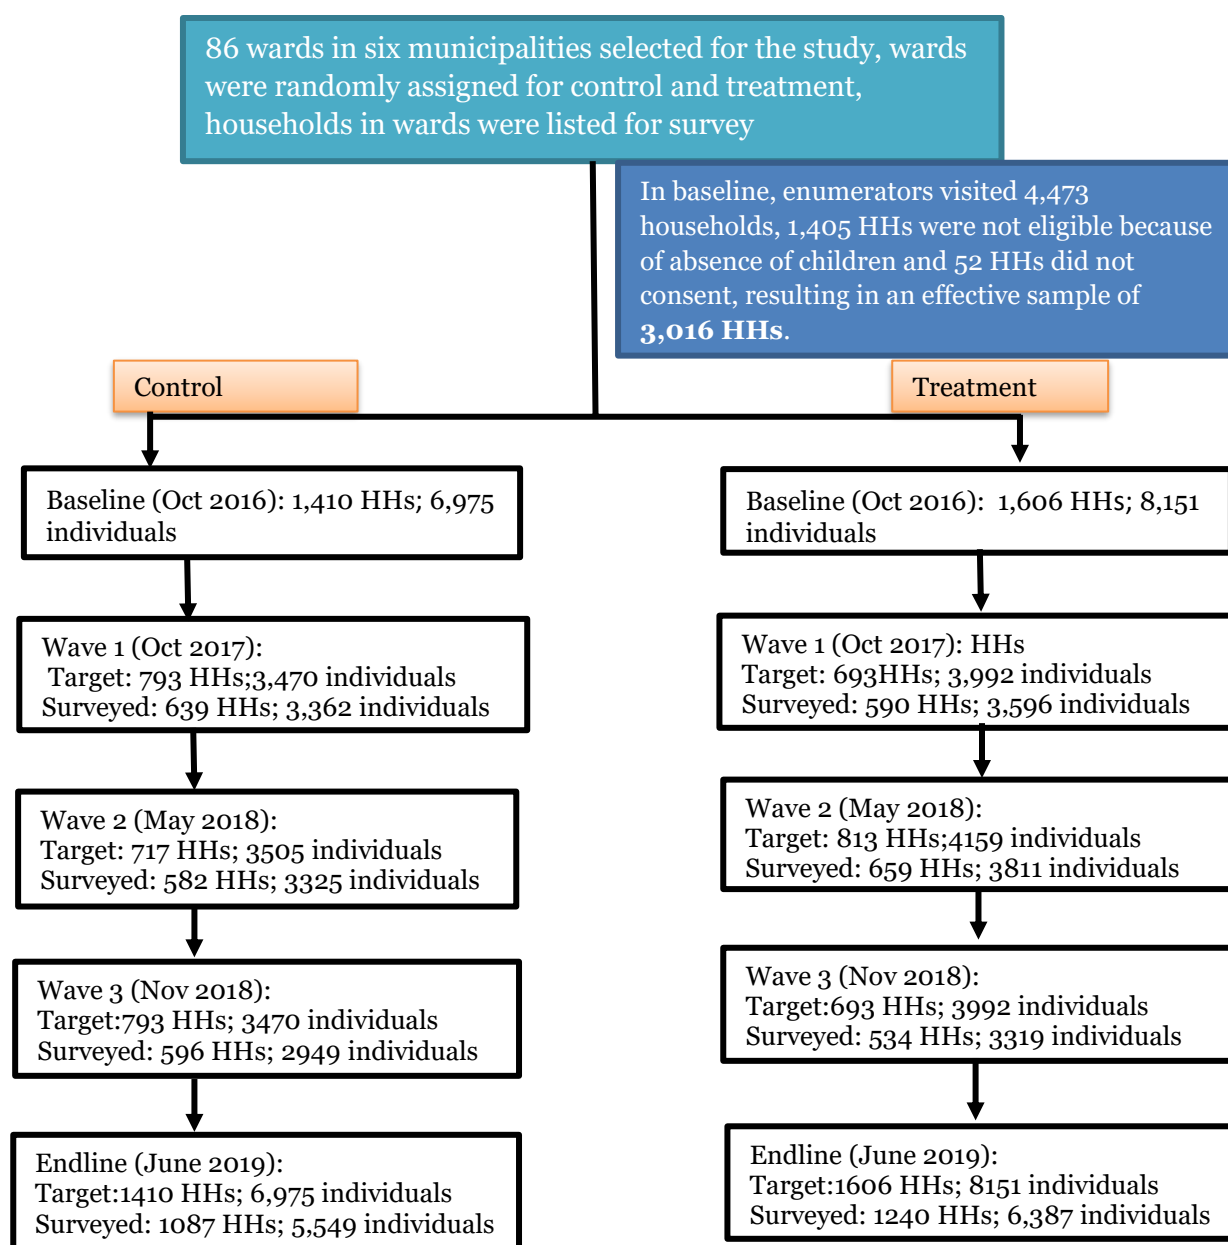 86 wards in six municipalities selected for the study, wards
were randomly assigned for control and treatment,
households in wards were listed for survey
In baseline, enumerators visited 4,473
households, 1,405 HHs were not eligible because
of absence of children and 52 HHs did not
consent, resulting in an effective sample of
3,016 HHs.
Control
Treatment
Baseline (Oct 2016): 1,410 HHs; 6,975
individuals
Baseline (Oct 2016):  1,606 HHs; 8,151
individuals
Wave 1 (Oct 2017):
Target: 793 HHs;3,470 individuals
Surveyed: 639 HHs; 3,362 individuals
Wave 1 (Oct 2017): HHs
Target: 693HHs; 3,992 individuals
Surveyed: 590 HHs; 3,596 individuals
Wave 2 (May 2018):
Target: 717 HHs; 3505 individuals
Surveyed: 582 HHs; 3325 individuals
Wave 2 (May 2018):
Target: 813 HHs;4159 individuals
Surveyed: 659 HHs; 3811 individuals
Wave 3 (Nov 2018):
Target:793 HHs; 3470 individuals
Surveyed: 596 HHs; 2949 individuals
Wave 3 (Nov 2018):
Target:693 HHs; 3992 individuals
Surveyed: 534 HHs; 3319 individuals
Endline (June 2019):
Target:1410 HHs; 6,975 individuals
Surveyed: 1087 HHs; 5,549 individuals
Endline (June 2019):
Target:1606 HHs; 8151 individuals
Surveyed: 1240 HHs; 6,387 individuals